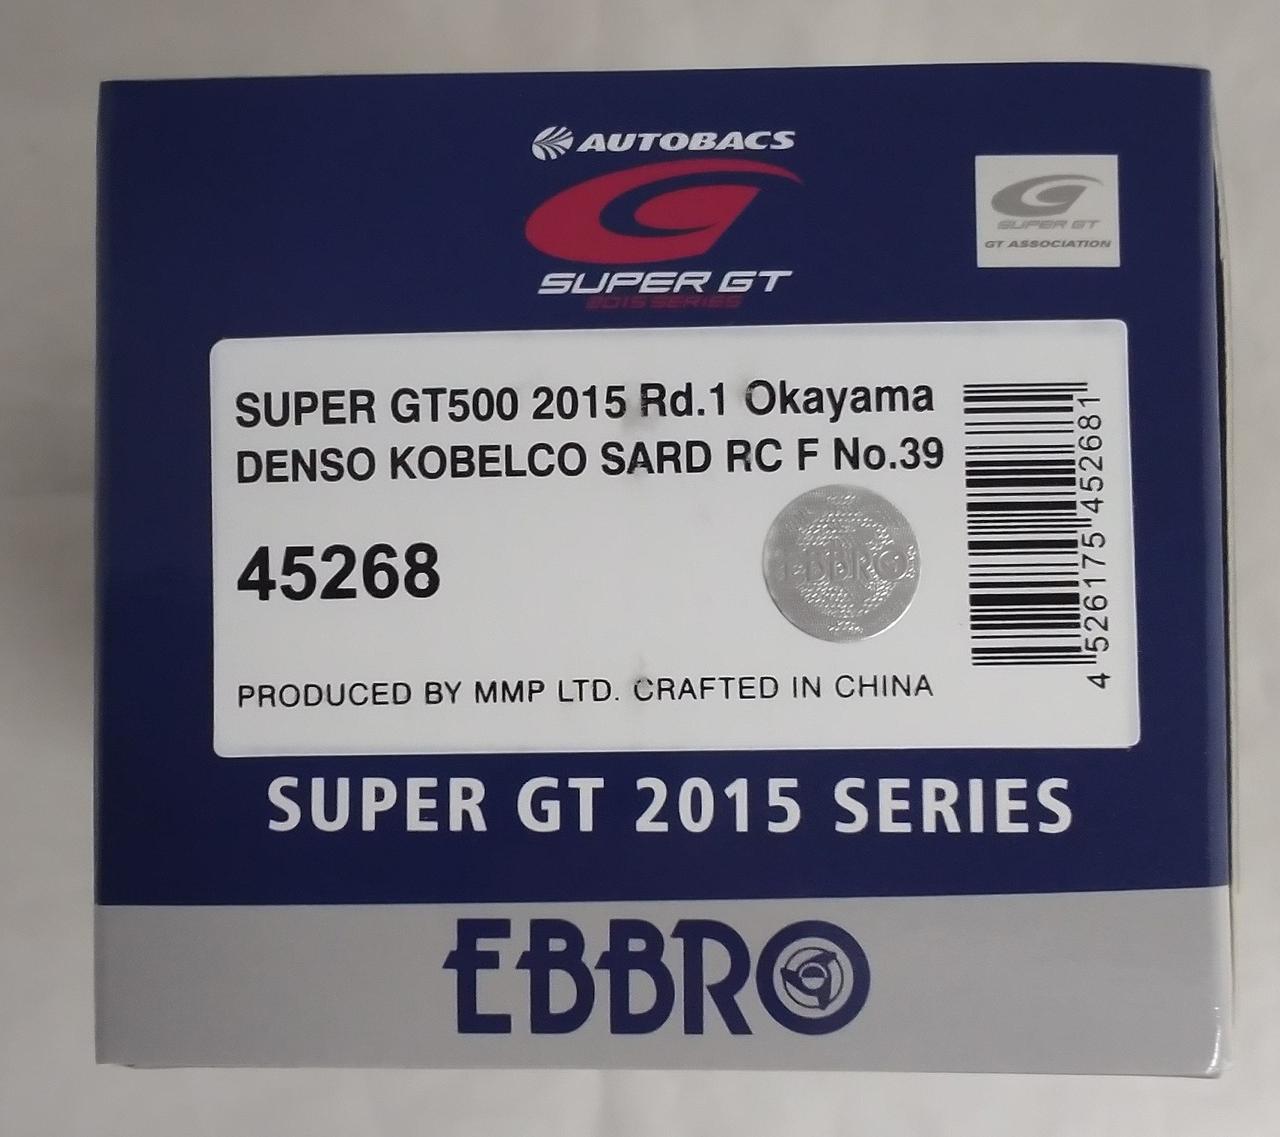 AUTOBACS
SUPER GT
2015 SERIES
SUPER GT
GT ASSOCIATION
SUPER GT500 2015 Rd.1 Okayama
DENSO KOBELCO SARD RC F No.39
45268
EBBRO
PRODUCED BY MMP LTD. CRAFTED IN CHINA
4 526175 452681
SUPER GT 2015 SERIES
EBBRO